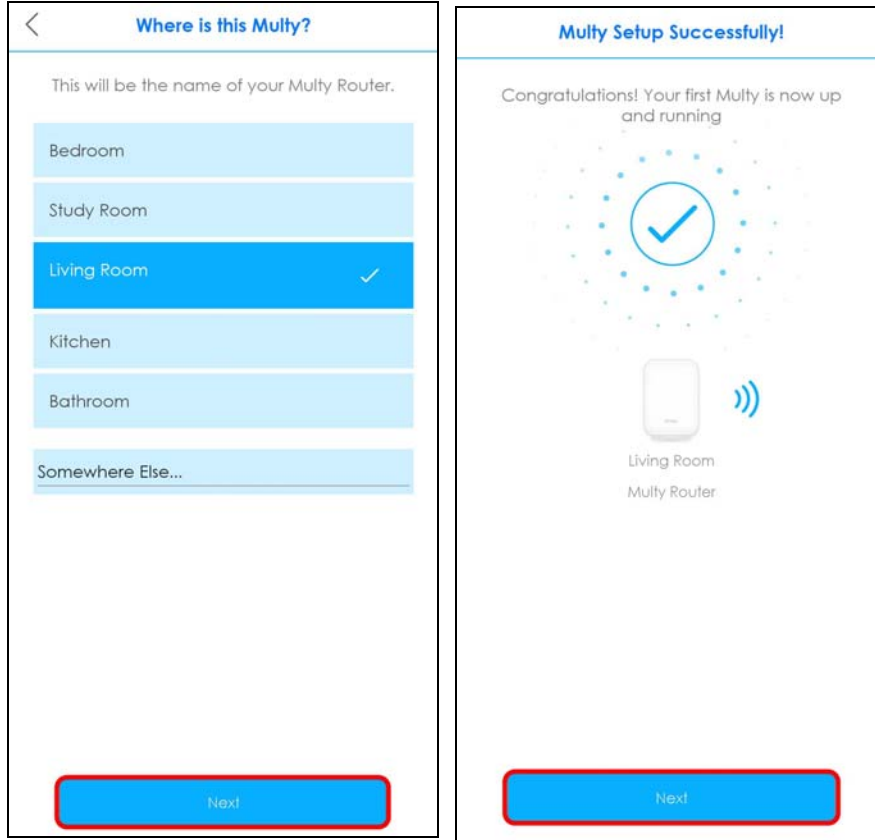 Where is this Multy?
This will be the name of your Multy Router.
Bedroom
Study Room
Living Room
Kitchen
Bathroom
Somewhere Else...
Next
Multy Setup Successfully!
Congratulations! Your first Multy is now up
and running
Living Room
Multy Router
Next